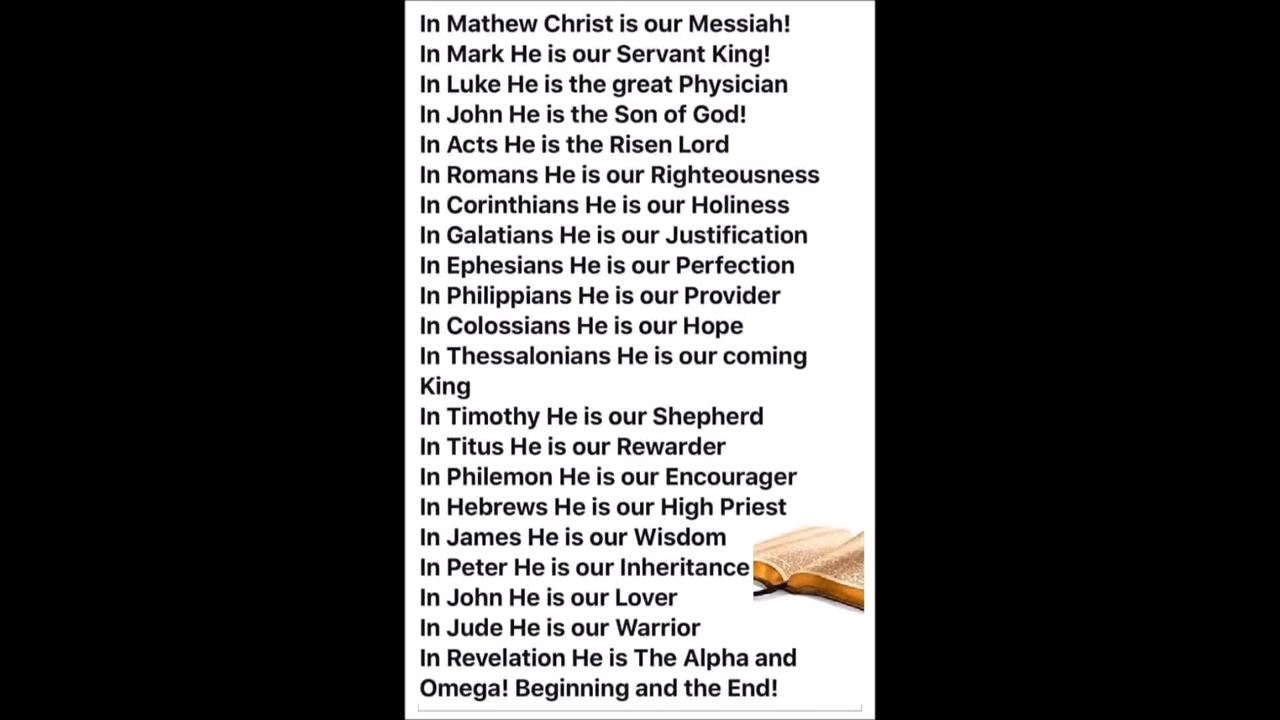 In Mathew Christ is our Messiah!
In Mark He is our Servant King!
In Luke He is the great Physician
In John He is the Son of God!
In Acts He is the Risen Lord
In Romans He is our Righteousness
In Corinthians He is our Holiness
In Galatians He is our Justification
In Ephesians He is our Perfection
In Philippians He is our Provider
In Colossians He is our Hope
In Thessalonians He is our coming
King
In Timothy He is our Shepherd
In Titus He is our Rewarder
In Philemon He is our Encourager
In Hebrews He is our High Priest
In James He is our Wisdom
In Peter He is our Inheritance
In John He is our Lover
In Jude He is our Warrior
In Revelation He is The Alpha and
Omega! Beginning and the End!